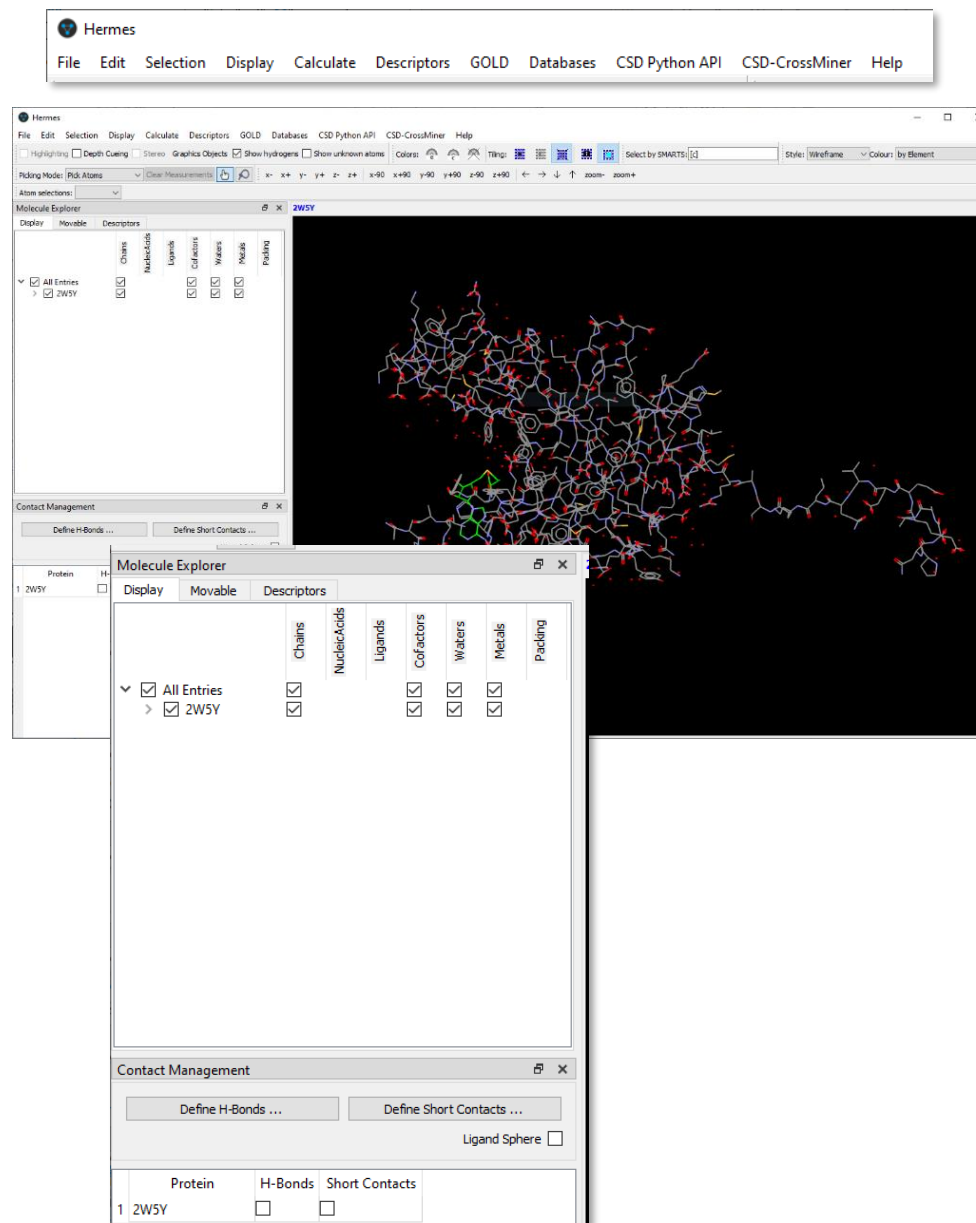 Hermes
File Edit Selection Display Calculate Descriptors GOLD Databases CSD Python API CSD-CrossMiner Help
Hermes
File Edit Selection Display Calculate Descriptors GOLD Databases CSD Python API CSD-CrossMiner Help
Highlighting Depth Cueing Stereo Graphics Objects Show hydrogens Show unknown atoms Colors: Tiling: Select by SMARTS: [c] Style: Wireframe Colour: by Element
Picking Mode: Pick Atoms Clear Measurements x- x+ y- y+ z- z+ x-90 x+90 y-90 y+90 z-90 z+90 ← → ↓ ↑ zoom- zoom+
Atom selections:
Molecule Explorer 2W5Y
Display Movable Descriptors
Chains NucleicAcids Ligands Cofactors Waters Metals Packing
All Entries
2W5Y
Contact Management
Define H-Bonds ... Define Short Contacts ...
Protein H-
1 2W5Y
Molecule Explorer
Display Movable Descriptors
Chains NucleicAcids Ligands Cofactors Waters Metals Packing
All Entries
2W5Y
Contact Management
Define H-Bonds ... Define Short Contacts ...
Ligand Sphere
Protein H-Bonds Short Contacts
1 2W5Y